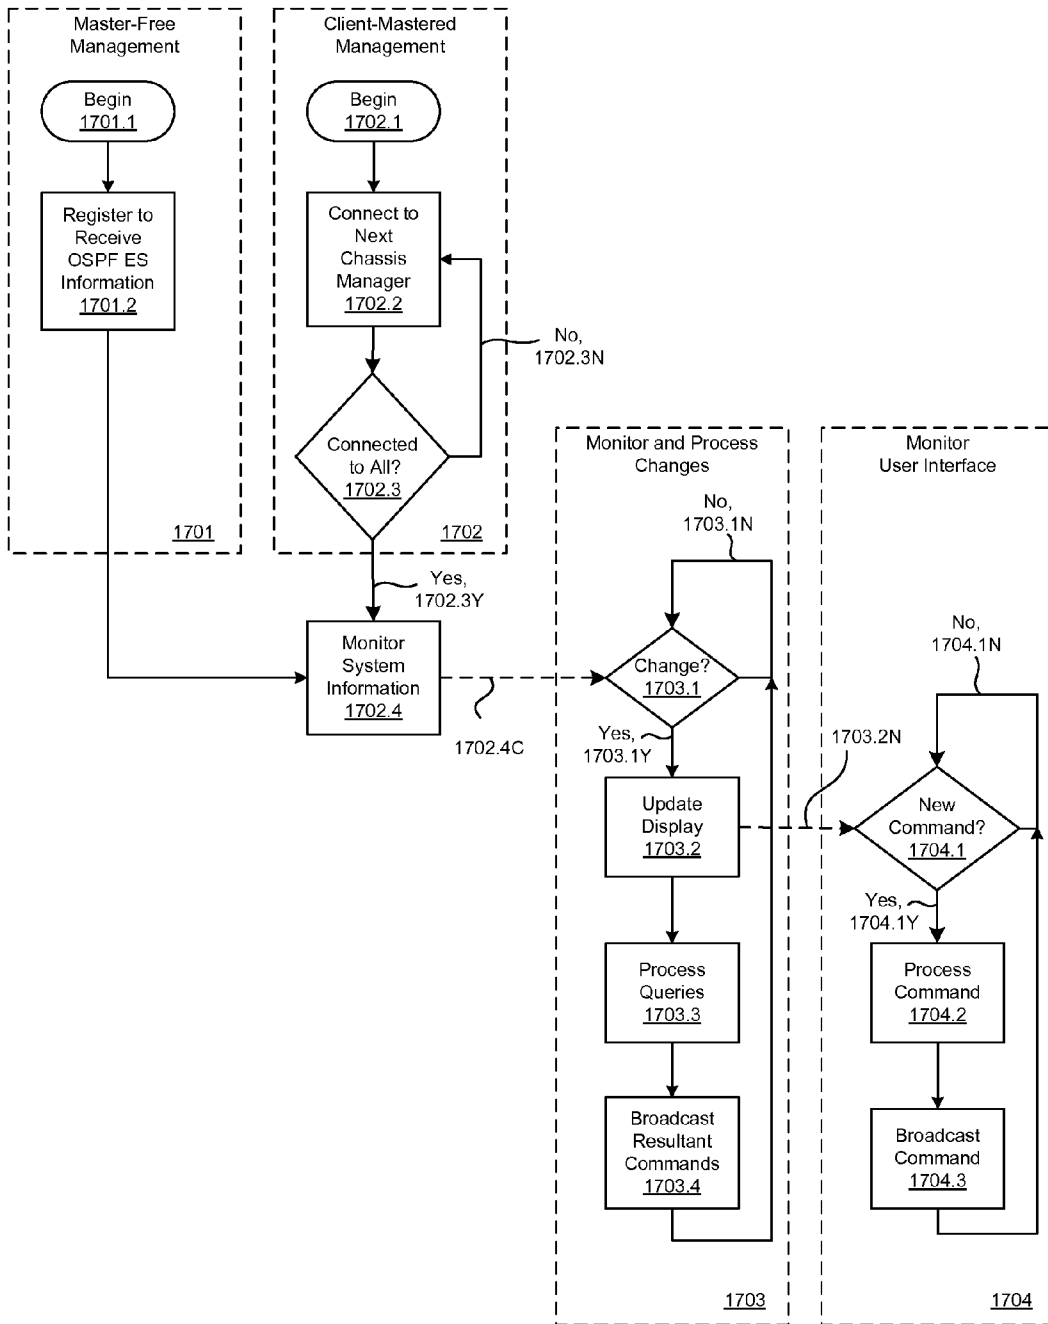 Master-Free
Management
Begin
1701.1
Register to
Receive
OSPF ES
Information
1701.2
1701
Client-Mastered
Management
Begin
1702.1
Connect to
Next
Chassis
Manager
1702.2
No,
1702.3N
Connected
to All?
1702.3
1702
Yes,
1702.3Y
Monitor
System
Information
1702.4
1702.4C
Monitor and Process
Changes
No,
1703.1N
Change?
1703.1
Yes,
1703.1Y
Update
Display
1703.2
1703.2N
Process
Queries
1703.3
Broadcast
Resultant
Commands
1703.4
1703
Monitor
User Interface
No,
1704.1N
New
Command?
1704.1
Yes,
1704.1Y
Process
Command
1704.2
Broadcast
Command
1704.3
1704